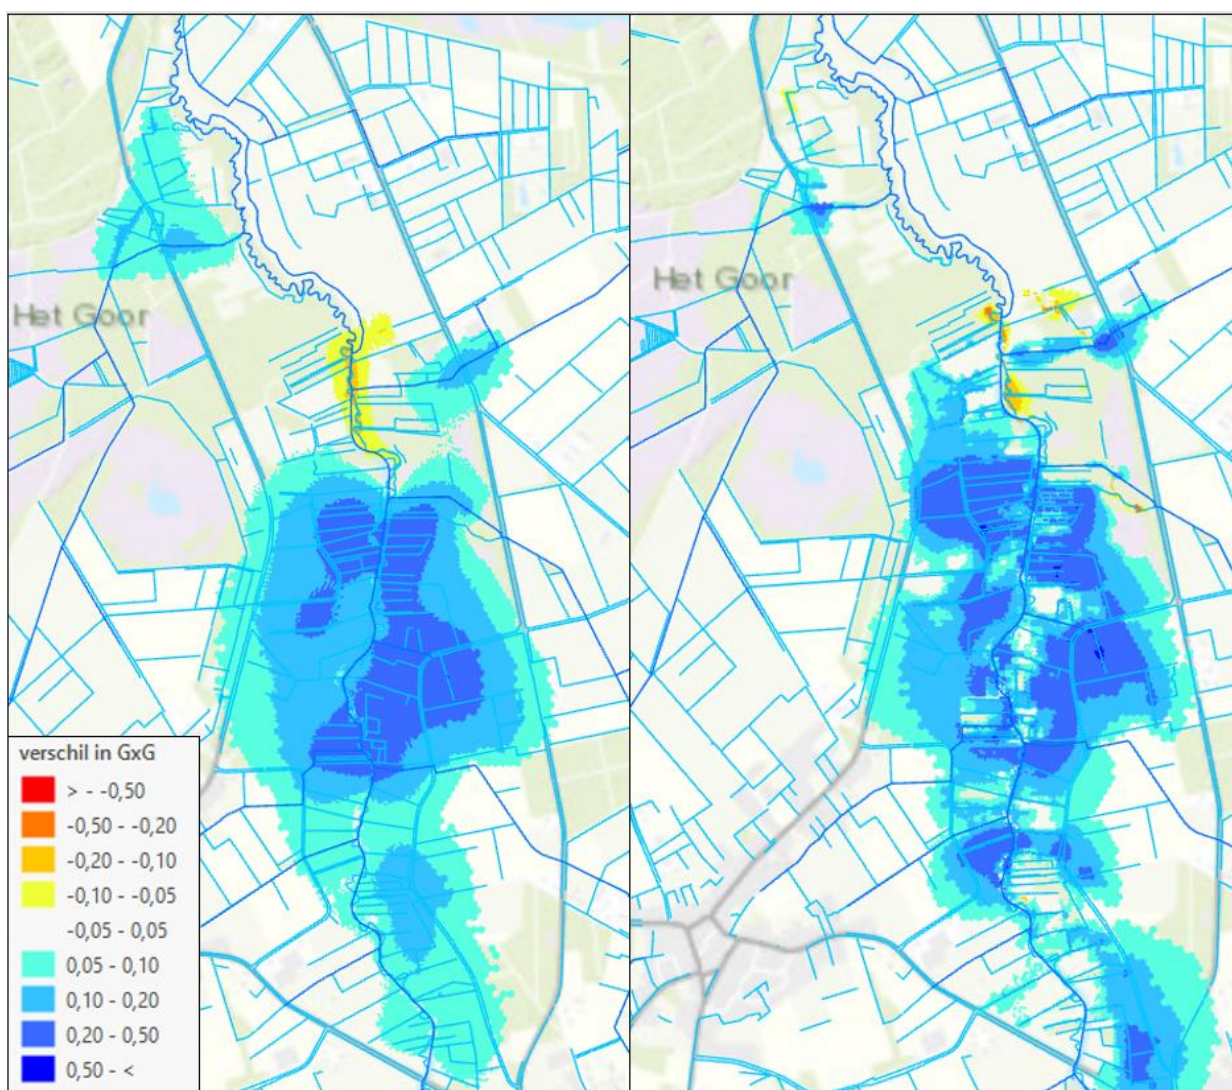 Het Goor
Het Goor
verschil in GxG
> - -0,50
-0,50 - -0,20
-0,20 - -0,10
-0,10 - -0,05
-0,05 - 0,05
0,05 - 0,10
0,10 - 0,20
0,20 - 0,50
0,50 - <